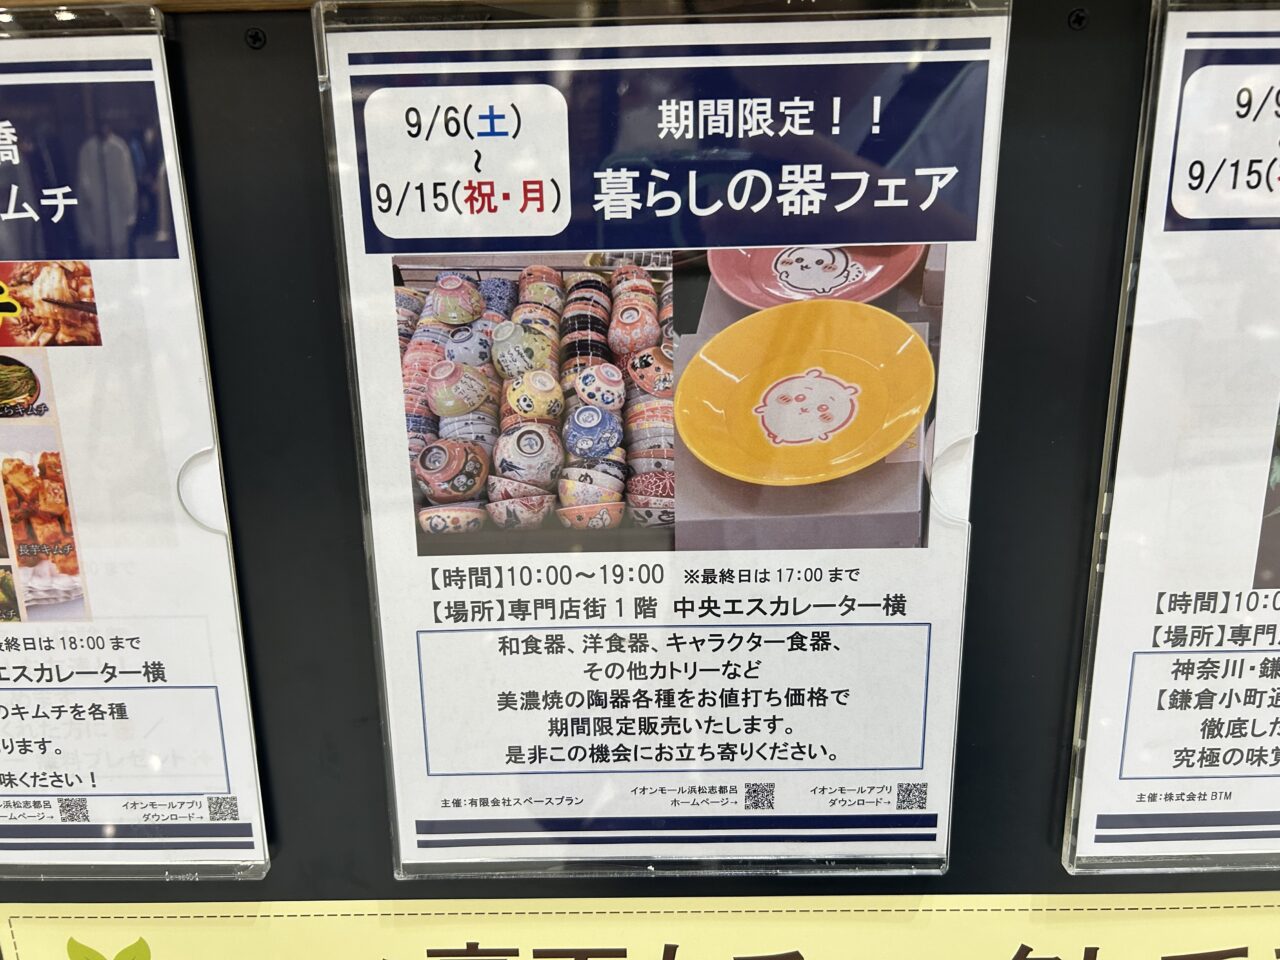 橋
ムチ
長芋キムチ
最終日は18:00まで
エスカレーター横
のキムチを各種
ります。
味ください！
イオンモールアプリ
ダウンロード→
9/6(土)
～
9/15(祝・月)
期間限定！！
暮らしの器フェア
【時間】10:00～19:00 ※最終日は17:00まで
【場所】専門店街1階 中央エスカレーター横
和食器、洋食器、キャラクター食器、
その他カトリーなど
美濃焼の陶器各種をお値打ち価格で
期間限定販売いたします。
是非この機会にお立ち寄りください。
主催：有限会社スペースプラン
イオンモール浜松志都呂
ホームページ→
イオンモールアプリ
ダウンロード→
9/9
9/15(
【時間】10:0
【場所】専門
神奈川・鎌
【鎌倉小町通
徹底した
究極の味覚
主催：株式会社BTM